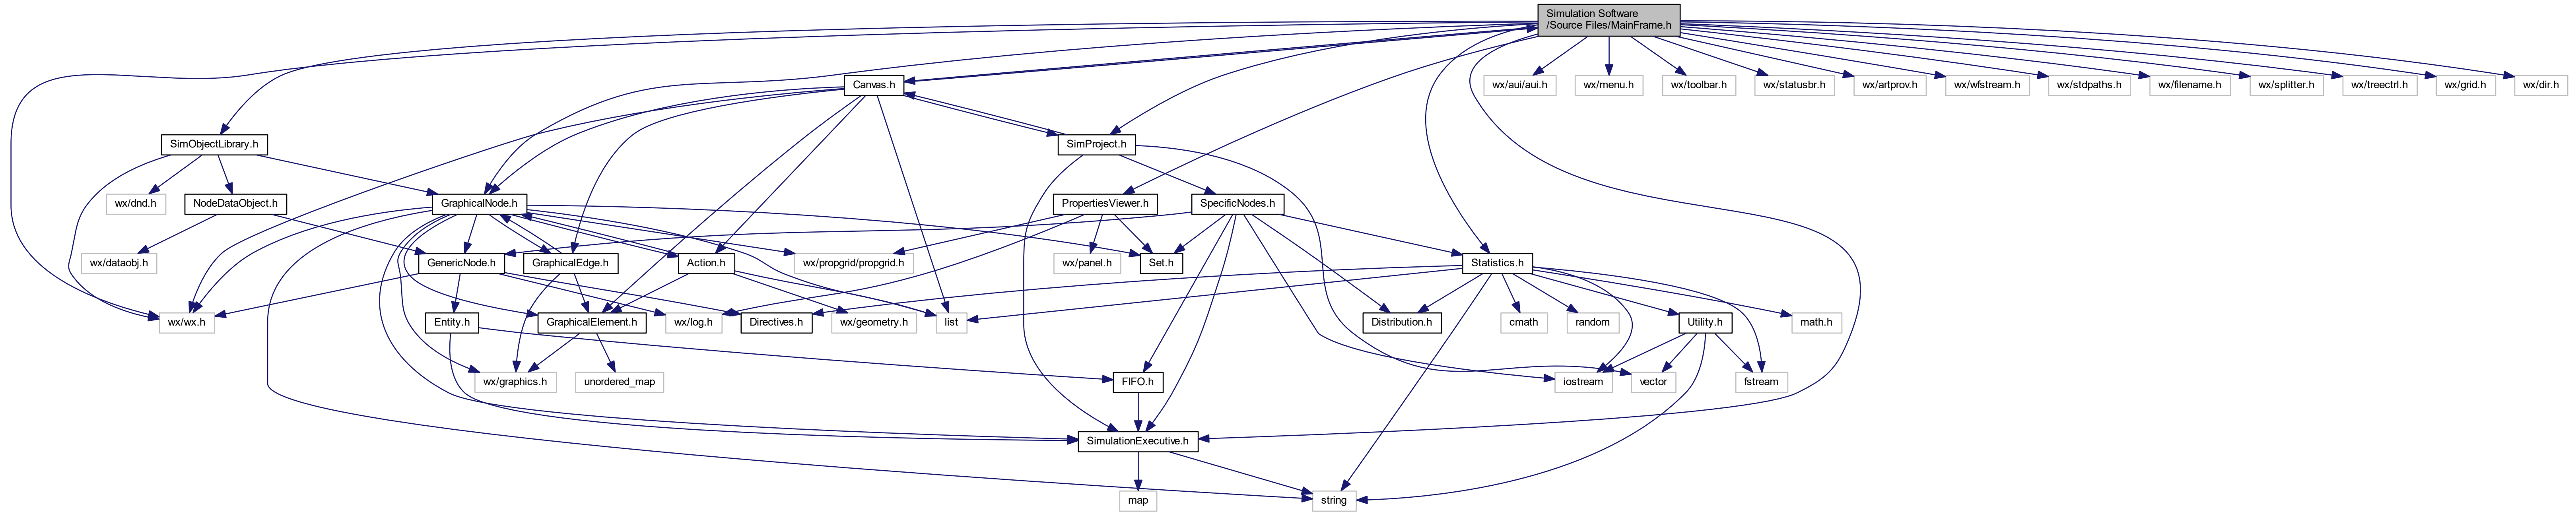 Simulation Software
/Source Files/MainFrame.h
Canvas.h
wx/aui/aui.h
wx/menu.h
wx/toolbar.h
wx/statusbr.h
wx/artprov.h
wx/wfstream.h
wx/stdpaths.h
wx/filename.h
wx/splitter.h
wx/treectrl.h
wx/grid.h
wx/dir.h
SimObjectLibrary.h
SimProject.h
wx/dnd.h
NodeDataObject.h
GraphicalNode.h
PropertiesViewer.h
SpecificNodes.h
wx/dataobj.h
GenericNode.h
GraphicalEdge.h
Action.h
wx/propgrid/propgrid.h
wx/panel.h
Set.h
Statistics.h
wx/wx.h
Entity.h
GraphicalElement.h
wx/log.h
Directives.h
wx/geometry.h
list
Distribution.h
cmath
random
Utility.h
math.h
wx/graphics.h
unordered_map
FIFO.h
iostream
vector
fstream
SimulationExecutive.h
map
string